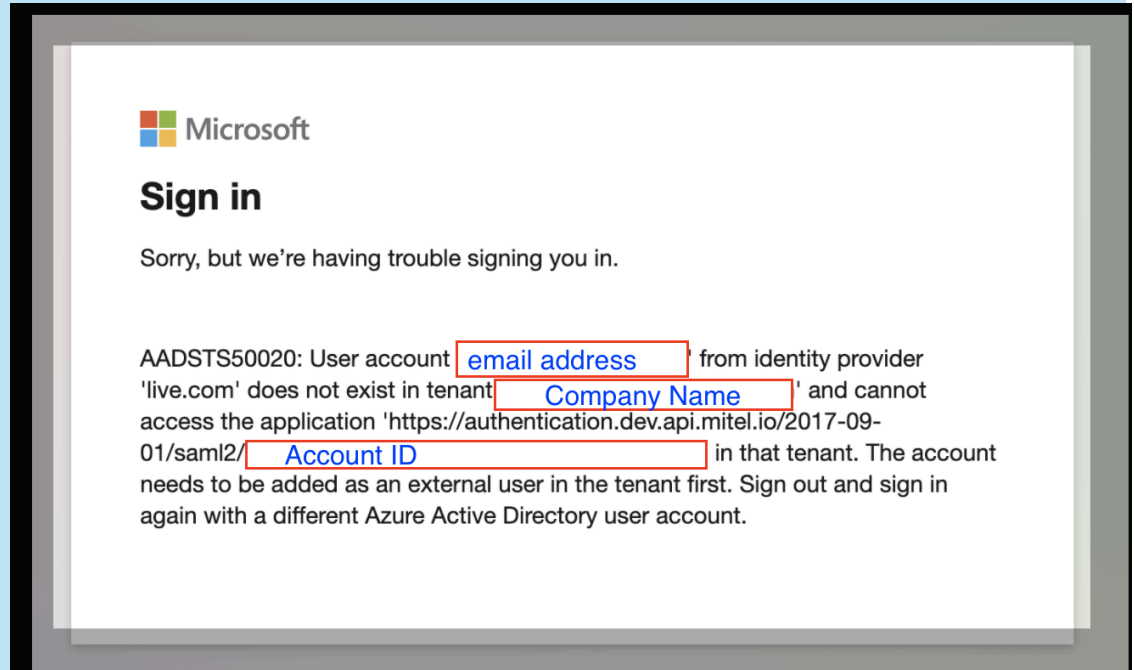 Microsoft
Sign in
Sorry, but we’re having trouble signing you in.
AADSTS50020: User account email address ' from identity provider
'live.com' does not exist in tenant Company Name ' and cannot
access the application 'https://authentication.dev.api.mitel.io/2017-09-
01/saml2/ Account ID in that tenant. The account
needs to be added as an external user in the tenant first. Sign out and sign in
again with a different Azure Active Directory user account.